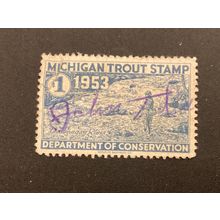 MICHIGAN TROUT STAMP
$1 1953
DEPARTMENT OF CONSERVATION